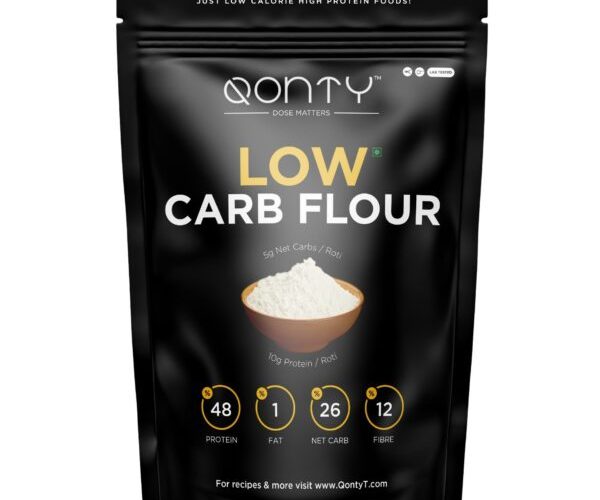 JUST LOW CALORIE HIGH PROTEIN FOODS!
QONTY™
DOSE MATTERS
LAB TESTED
LOW
CARB FLOUR
5g Net Carbs / Roti
10g Protein / Roti
% % % %
48 1 26 12
PROTEIN FAT NET CARB FIBRE
For recipes & more visit www.QontyT.com